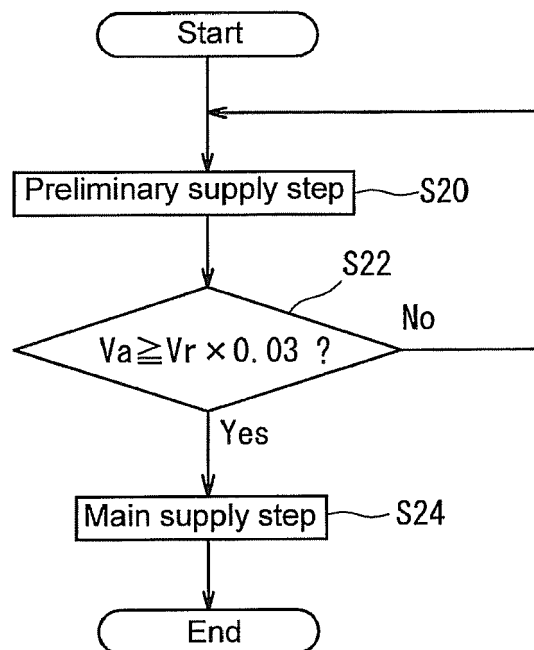 Start
Preliminary supply step
S20
S22
Va≧Vr×0.03 ?
No
Yes
Main supply step
S24
End